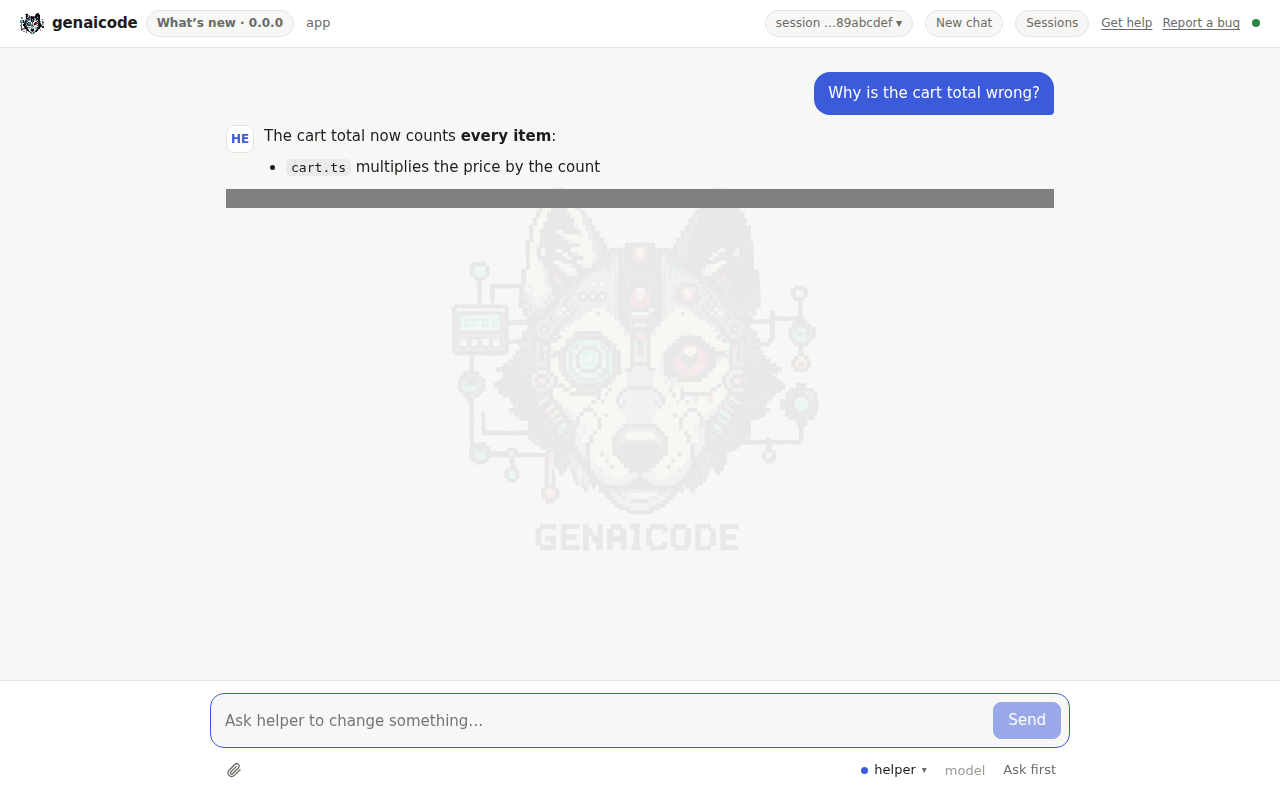 genaicode
What's new · 0.0.0
app
session …89abcdef ▾
New chat
Sessions
Get help
Report a bug
Why is the cart total wrong?
HE
The cart total now counts every item:
• cart.ts multiplies the price by the count
GENAICODE
Ask helper to change something…
Send
helper ▾
model
Ask first